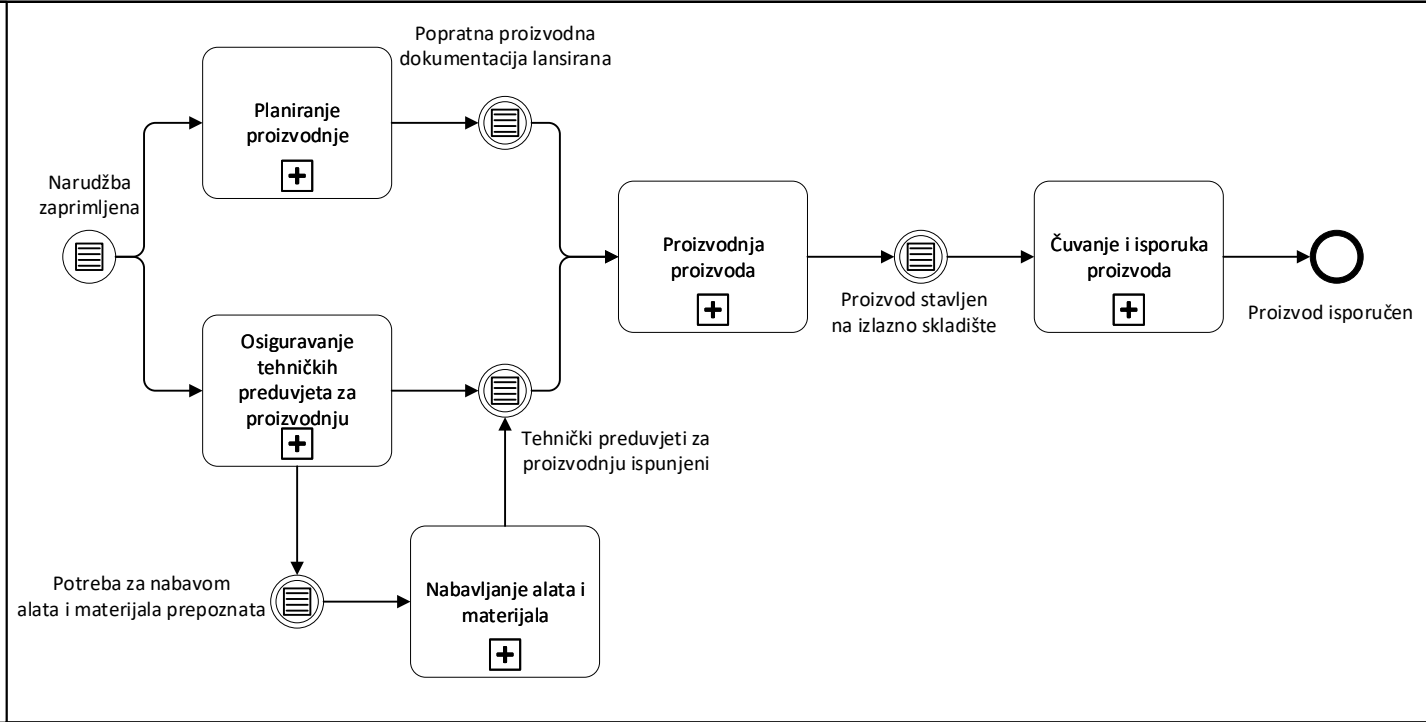 Popratna proizvodna
dokumentacija lansirana
Planiranje
proizvodnje
Narudžba
zaprimljena
Proizvodnja
proizvoda
Čuvanje i isporuka
proizvoda
Proizvod stavljen
na izlazno skladište
Proizvod isporučen
Osiguravanje
tehničkih
preduvjeta za
proizvodnju
Tehnički preduvjeti za
proizvodnju ispunjeni
Potreba za nabavom
alata i materijala prepoznata
Nabavljanje alata i
materijala